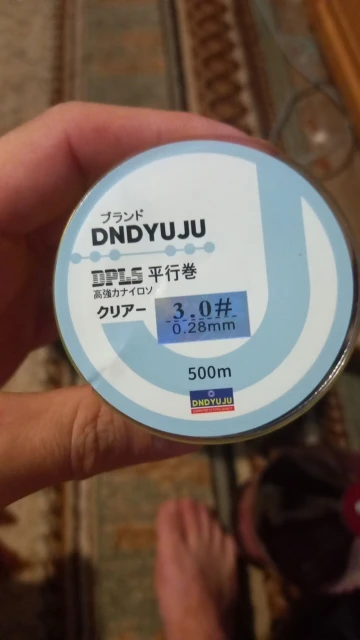 ブランド
DNDYUJU
DPLS 平行巻
高強力ナイロソ
クリアー 3.0#
0.28mm
500m
DNDYUJU